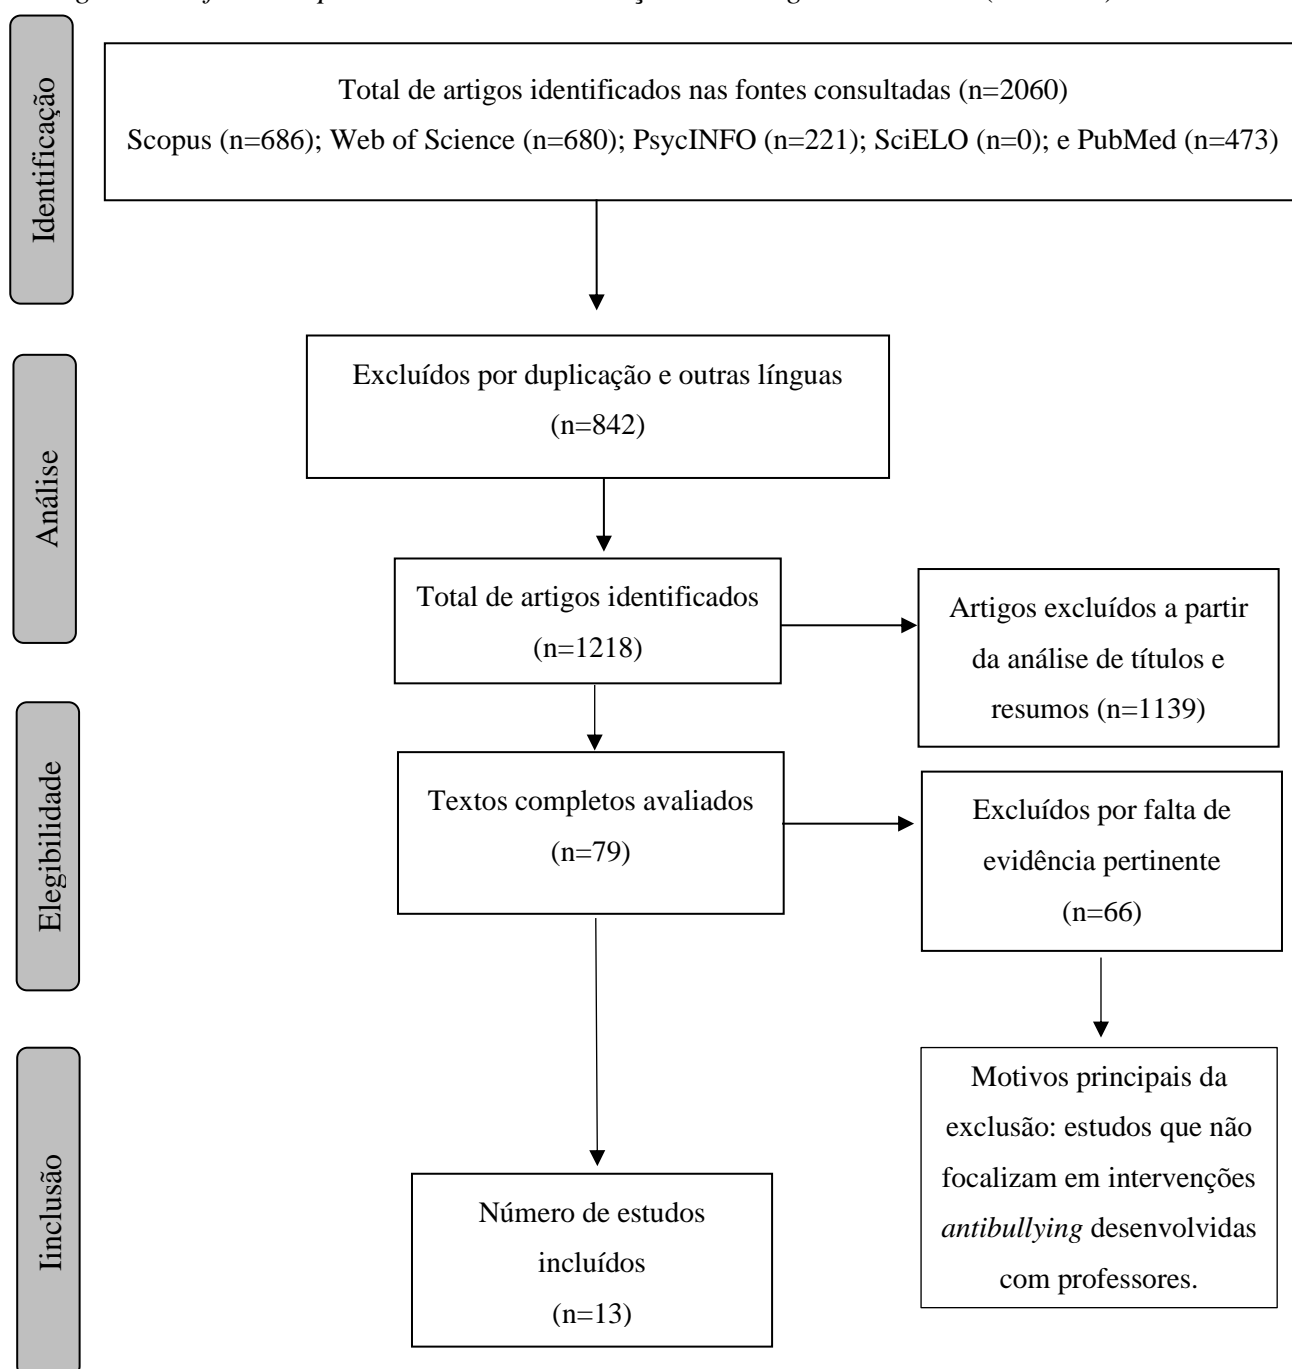 Identificação
Total de artigos identificados nas fontes consultadas (n=2060)
Scopus (n=686); Web of Science (n=680); PsycINFO (n=221); SciELO (n=0); e PubMed (n=473)
Análise
Excluídos por duplicação e outras línguas
(n=842)
Total de artigos identificados
(n=1218)
Artigos excluídos a partir
da análise de títulos e
resumos (n=1139)
Elegibilidade
Textos completos avaliados
(n=79)
Excluídos por falta de
evidência pertinente
(n=66)
Iinclusão
Número de estudos
incluídos
(n=13)
Motivos principais da
exclusão: estudos que não
focalizam em intervenções
antibullying desenvolvidas
com professores.